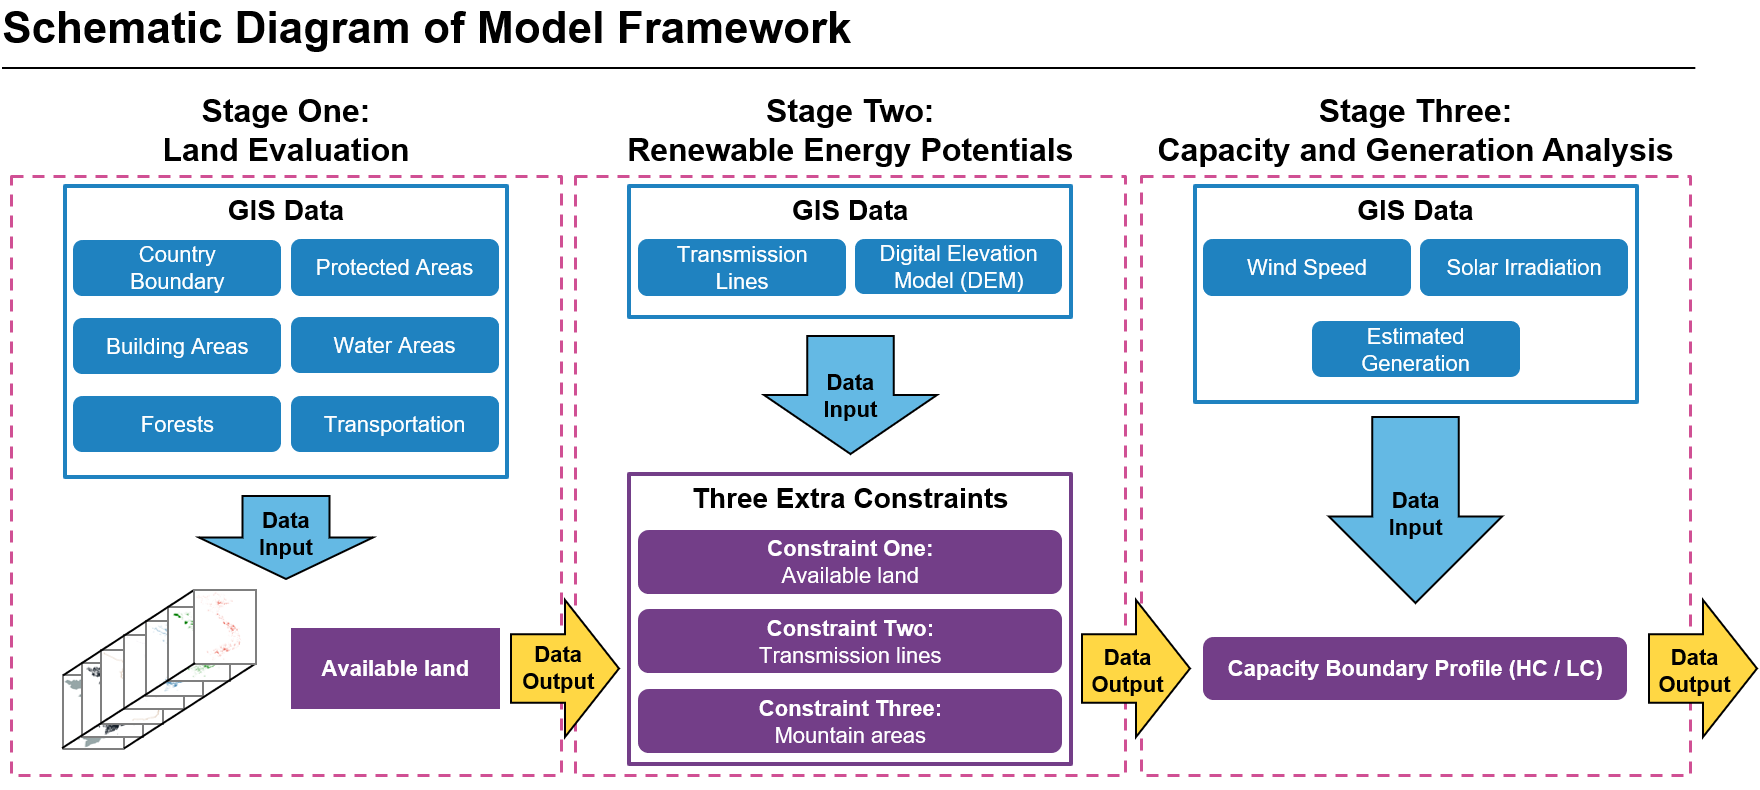 Schematic Diagram of Model Framework
Stage One:
Land Evaluation
GIS Data
Country
Boundary
Protected Areas
Building Areas
Water Areas
Forests
Transportation
Data
Input
Available land
Data
Output
Stage Two:
Renewable Energy Potentials
GIS Data
Transmission
Lines
Digital Elevation
Model (DEM)
Data
Input
Three Extra Constraints
Constraint One:
Available land
Constraint Two:
Transmission lines
Constraint Three:
Mountain areas
Data
Output
Stage Three:
Capacity and Generation Analysis
GIS Data
Wind Speed
Solar Irradiation
Estimated
Generation
Data
Input
Capacity Boundary Profile (HC / LC)
Data
Output